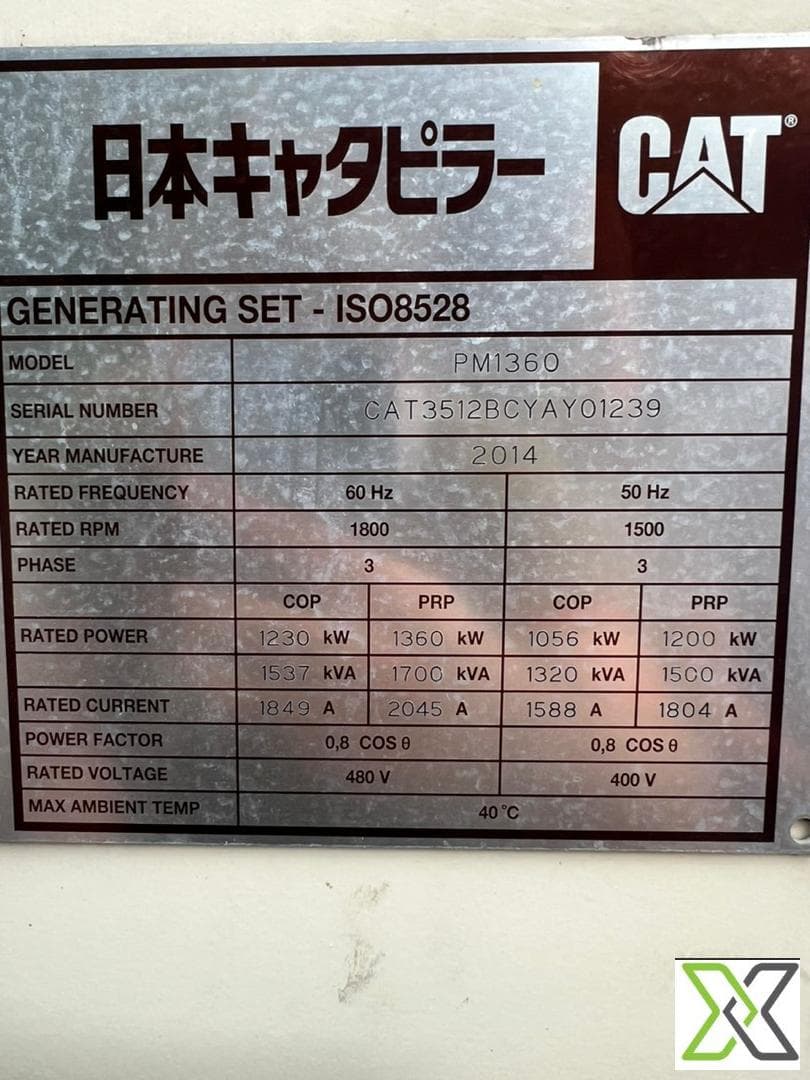 日本キャタピラー
CAT®
GENERATING SET - ISO8528
MODEL PM1360
SERIAL NUMBER CAT3512BCYAY01239
YEAR MANUFACTURE 2014
RATED FREQUENCY 60 Hz 50 Hz
RATED RPM 1800 1500
PHASE 3 3
COP PRP COP PRP
RATED POWER 1230 kW 1360 kW 1056 kW 1200 kW
1537 kVA 1700 kVA 1320 kVA 1500 kVA
RATED CURRENT 1849 A 2045 A 1588 A 1804 A
POWER FACTOR 0,8 COS θ 0,8 COS θ
RATED VOLTAGE 480 V 400 V
MAX AMBIENT TEMP 40 °C